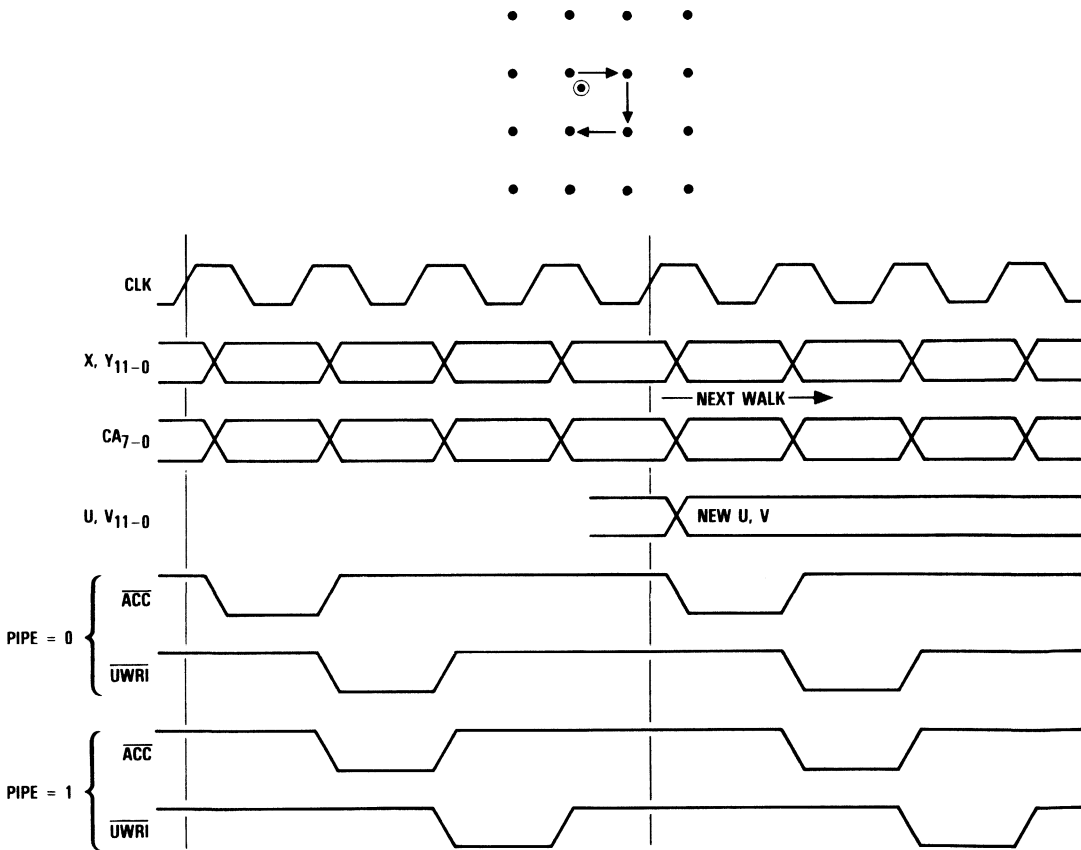 CLK
X, Y11-0
NEXT WALK
CA7-0
U, V11-0
NEW U, V
PIPE = 0
ACC
UWRI
PIPE = 1
ACC
UWRI